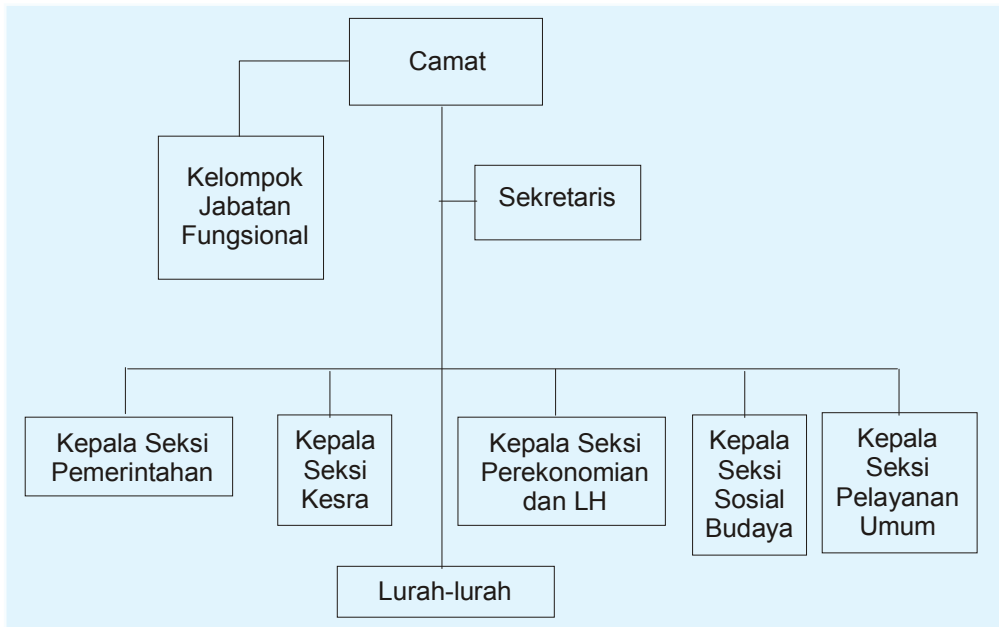 Camat
Kelompok
Jabatan
Fungsional
Sekretaris
Kepala Seksi
Pemerintahan
Kepala
Seksi
Kesra
Kepala Seksi
Perekonomian
dan LH
Kepala
Seksi
Sosial
Budaya
Kepala
Seksi
Pelayanan
Umum
Lurah-lurah